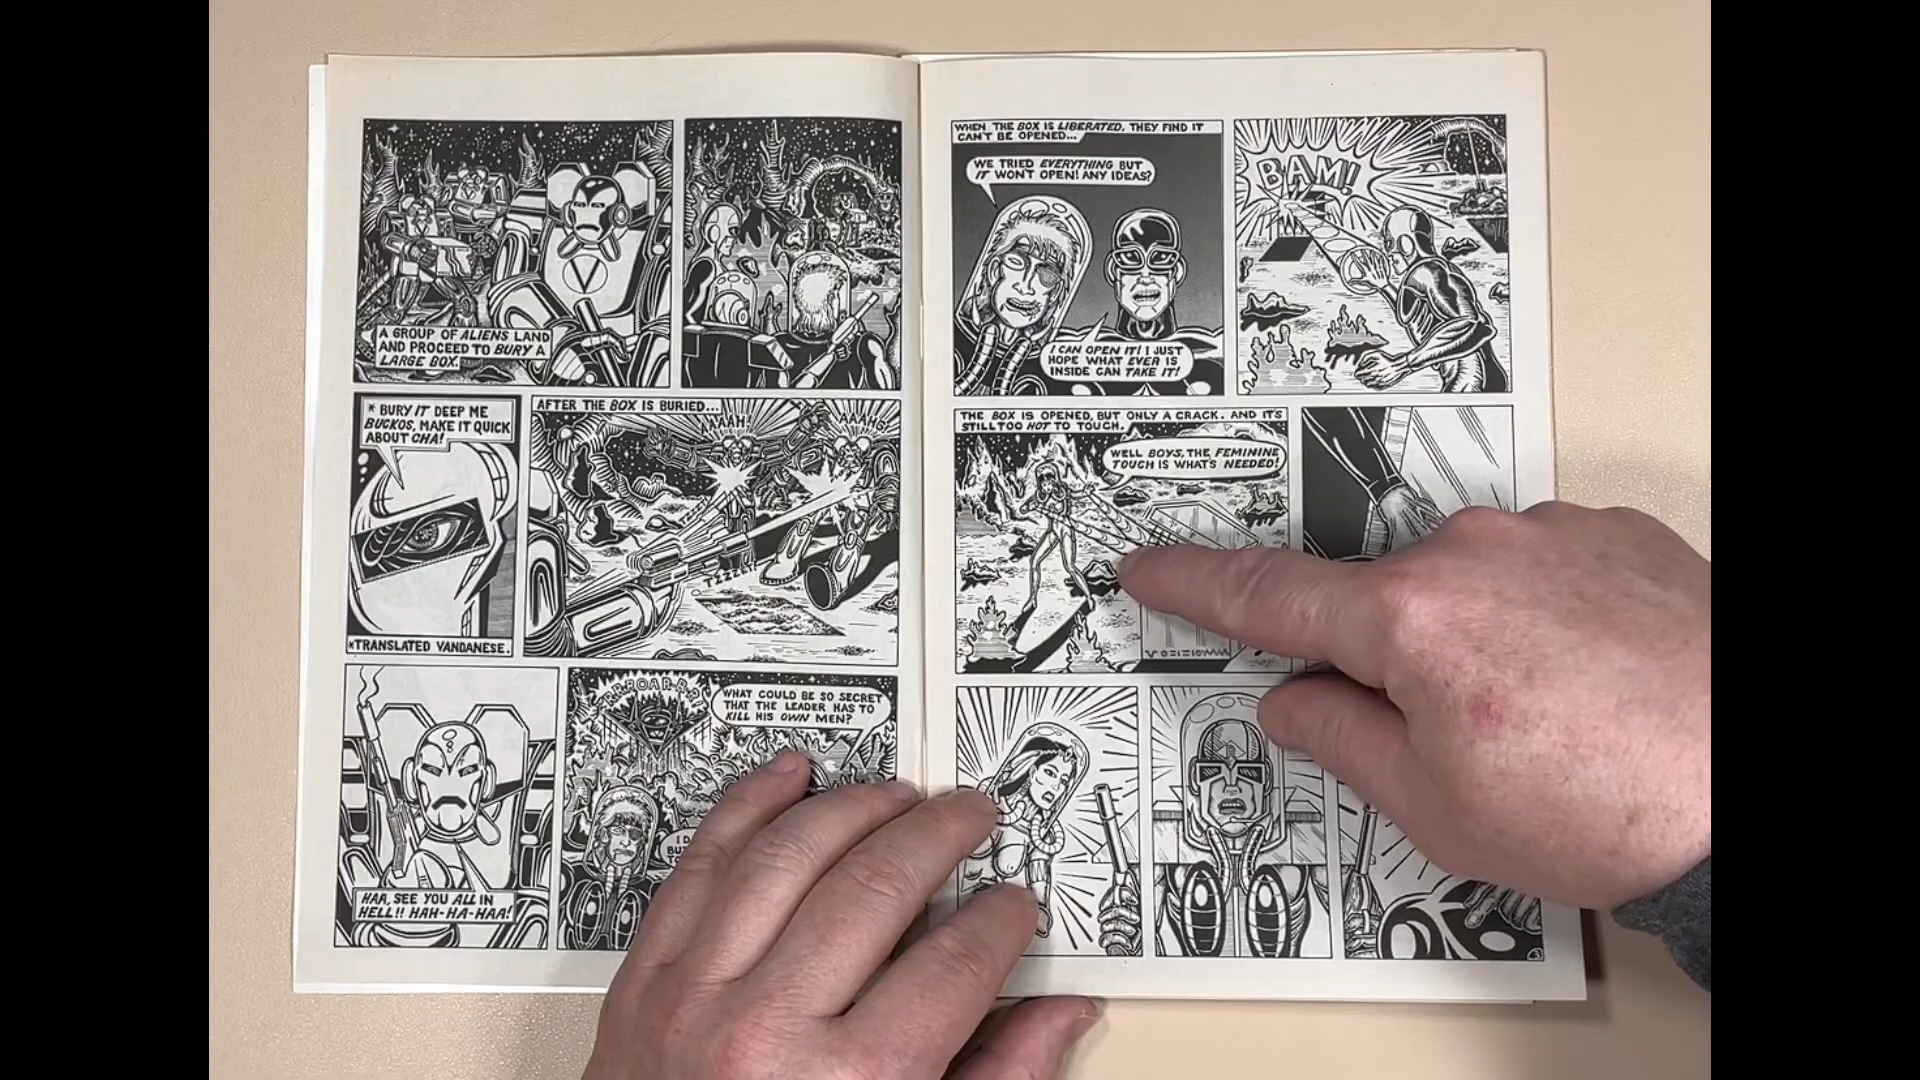 A GROUP OF ALIENS LAND
AND PROCEED TO BURY A
LARGE BOX.
* BURY IT DEEP ME
BUCKOS, MAKE IT QUICK
ABOUT CHA!
*TRANSLATED VANDANESE.
AFTER THE BOX IS BURIED...
AAAAH!
AAAHG!
TZZZZT!
HAA, SEE YOU ALL IN
HELL!! HAH-HA-HAA!
WHAT COULD BE SO SECRET
THAT THE LEADER HAS TO
KILL HIS OWN MEN?
WHEN THE BOX IS LIBERATED, THEY FIND IT
CAN'T BE OPENED...
WE TRIED EVERYTHING BUT
IT WON'T OPEN! ANY IDEAS?
I CAN OPEN IT! I JUST
HOPE WHAT EVER IS
INSIDE CAN TAKE IT!
BAM!
THE BOX IS OPENED, BUT ONLY A CRACK. AND IT'S
STILL TOO HOT TO TOUCH.
WELL BOYS, THE FEMININE
TOUCH IS WHAT'S NEEDED!
3